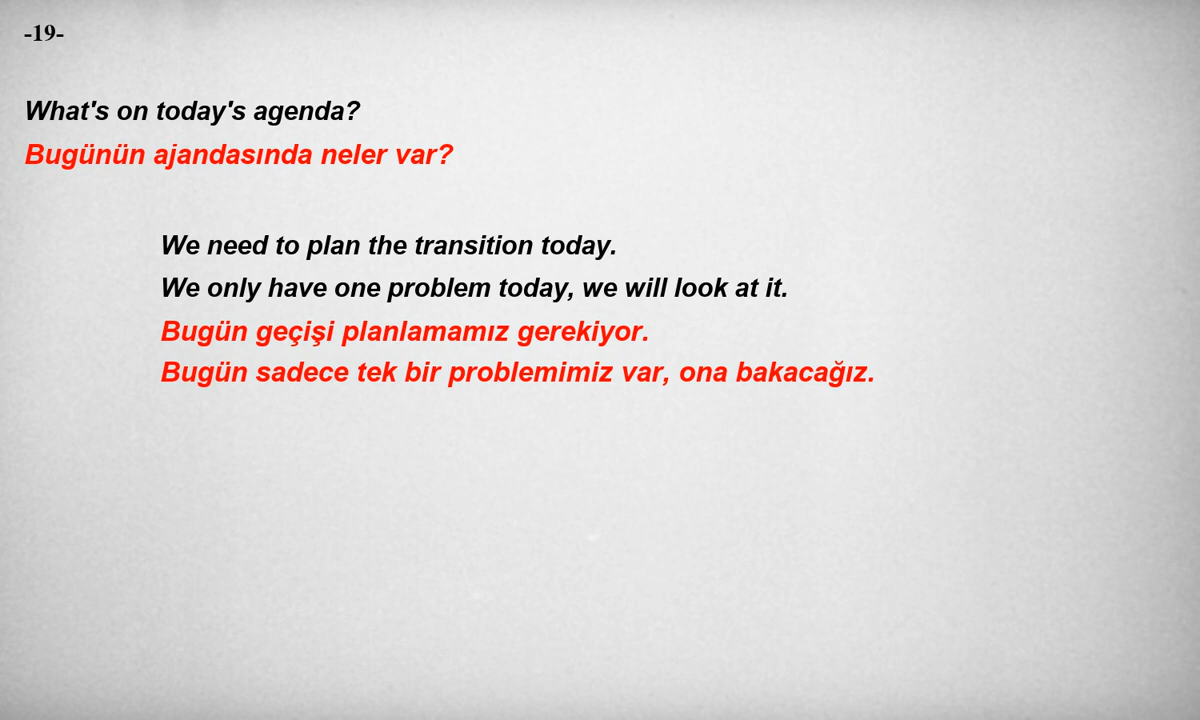 -19-
What's on today's agenda?
Bugünün ajandasında neler var?
We need to plan the transition today.
We only have one problem today, we will look at it.
Bugün geçişi planlamamız gerekiyor.
Bugün sadece tek bir problemimiz var, ona bakacağız.